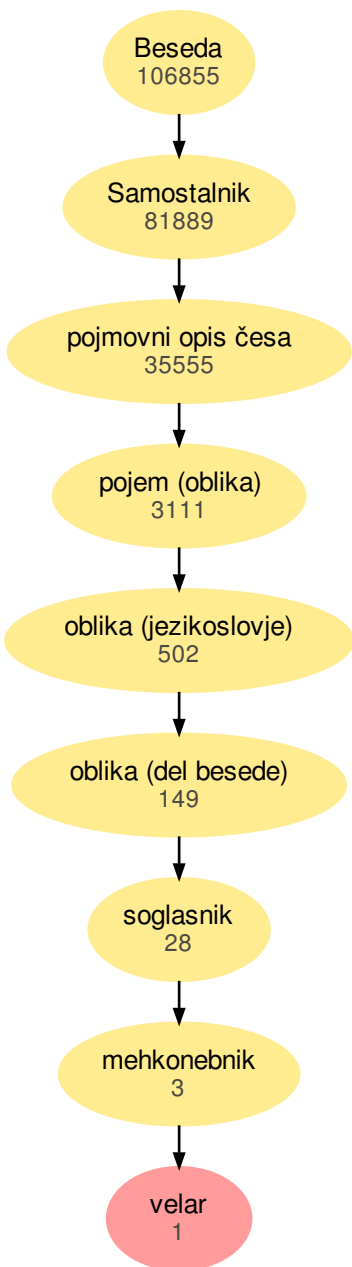 Beseda
106855
Samostalnik
81889
pojmovni opis česa
35555
pojem (oblika)
3111
oblika (jezikoslovje)
502
oblika (del besede)
149
soglasnik
28
mehkonebnik
3
velar
1